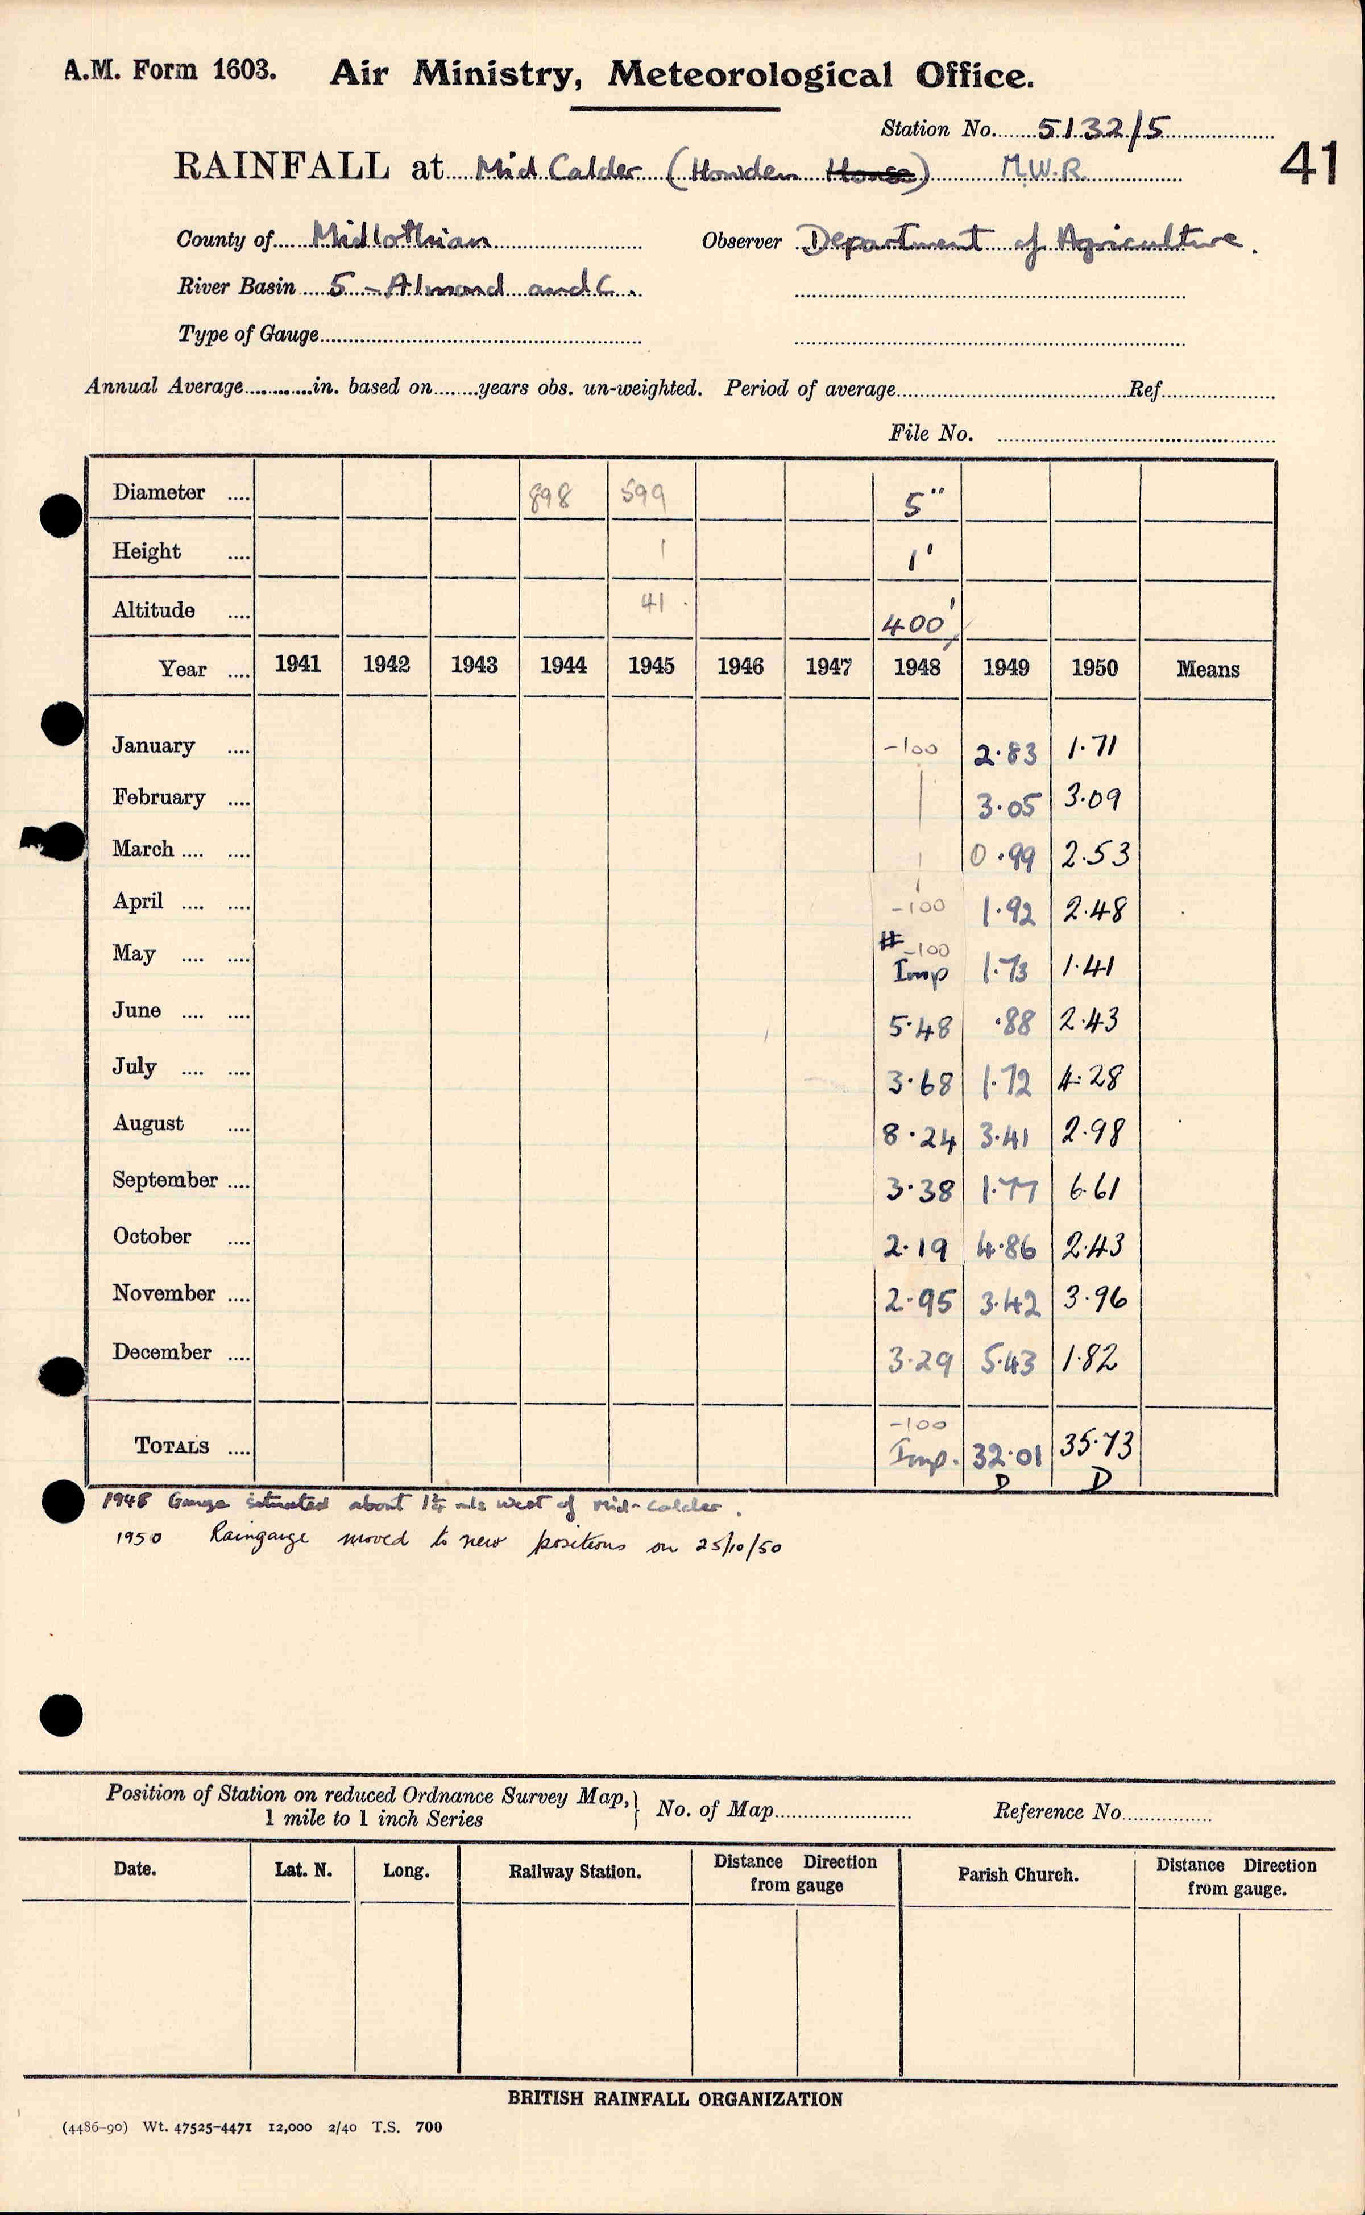 A.M. Form 1603. Air Ministry, Meteorological Office.
Station No. 5132/5
RAINFALL at Mid Calder (Howden House) M.W.R. 41
County of Midlothian Observer Department of Agriculture.
River Basin 5 - Almond and C.
Type of Gauge
Annual Average in. based on years obs. un-weighted. Period of average Ref
File No.
Diameter 898 599 5"
Height 1 1'
Altitude 41 400'
Year 1941 1942 1943 1944 1945 1946 1947 1948 1949 1950 Means
January -100 2.83 1.71
February 3.05 3.09
March 0.99 2.53
April -100 1.92 2.48
May # -100 Imp 1.73 1.41
June 5.48 .88 2.43
July 3.68 1.72 4.28
August 8.24 3.41 2.98
September 3.38 1.77 6.61
October 2.19 4.86 2.43
November 2.95 3.42 3.96
December 3.29 5.43 1.82
TOTALS -100 Imp. 32.01 35.73
D D
1948 Gauge situated about 1¼ mls West of Mid-Calder.
1950 Raingauge moved to new positions on 25/10/50
Position of Station on reduced Ordnance Survey Map,
1 mile to 1 inch Series
No. of Map Reference No.
Date. Lat. N. Long. Railway Station. Distance Direction from gauge Parish Church. Distance Direction from gauge.
BRITISH RAINFALL ORGANIZATION
(4486-90) Wt. 47525-4471 12,000 2/40 T.S. 700